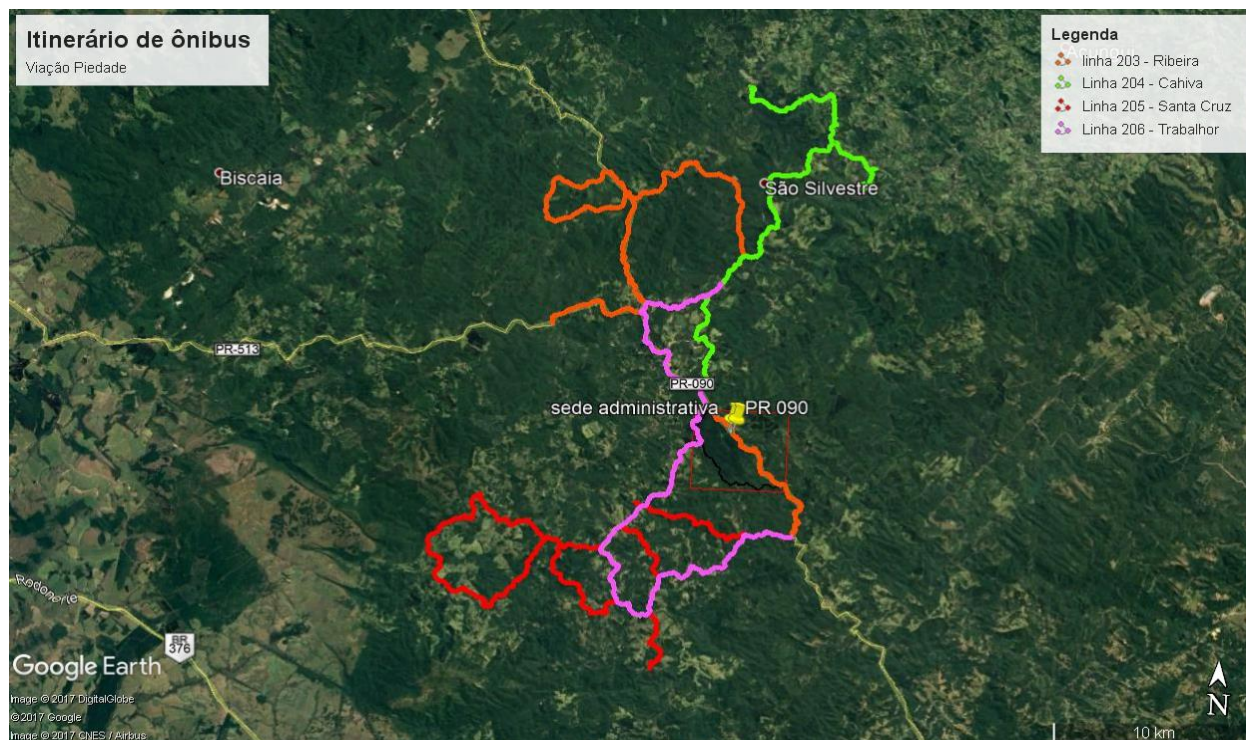 Itinerário de ônibus
Viação Piedade
Legenda
linha 203 - Ribeira
Linha 204 - Cahiva
Linha 205 - Santa Cruz
Linha 206 - Trabalhor
Biscaia
São Silvestre
PR-513
PR-090
sede administrativa
PR 090
Rodonorte
BR
376
Google Earth
Image © 2017 DigitalGlobe
© 2017 Google
Image © 2017 CNES / Airbus
N
10 km